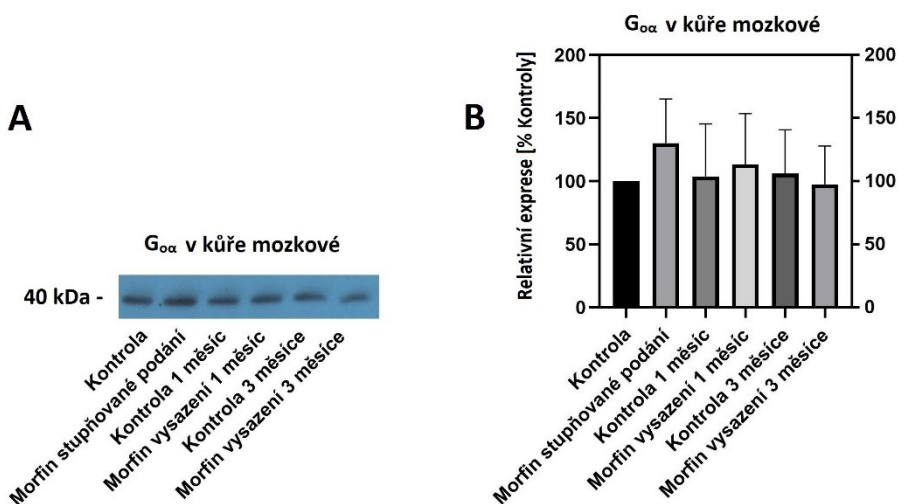 A
G₀α v kůře mozkové
40 kDa -
Kontrola
Morfin stupňované podání
Kontrola 1 měsíc
Morfin vysazení 1 měsíc
Kontrola 3 měsíce
Morfin vysazení 3 měsíce
B
G₀α v kůře mozkové
Relativní exprese [% Kontroly]
200
150
100
50
0
200
150
100
50
0
Kontrola
Morfin stupňované podání
Kontrola 1 měsíc
Morfin vysazení 1 měsíc
Kontrola 3 měsíce
Morfin vysazení 3 měsíce